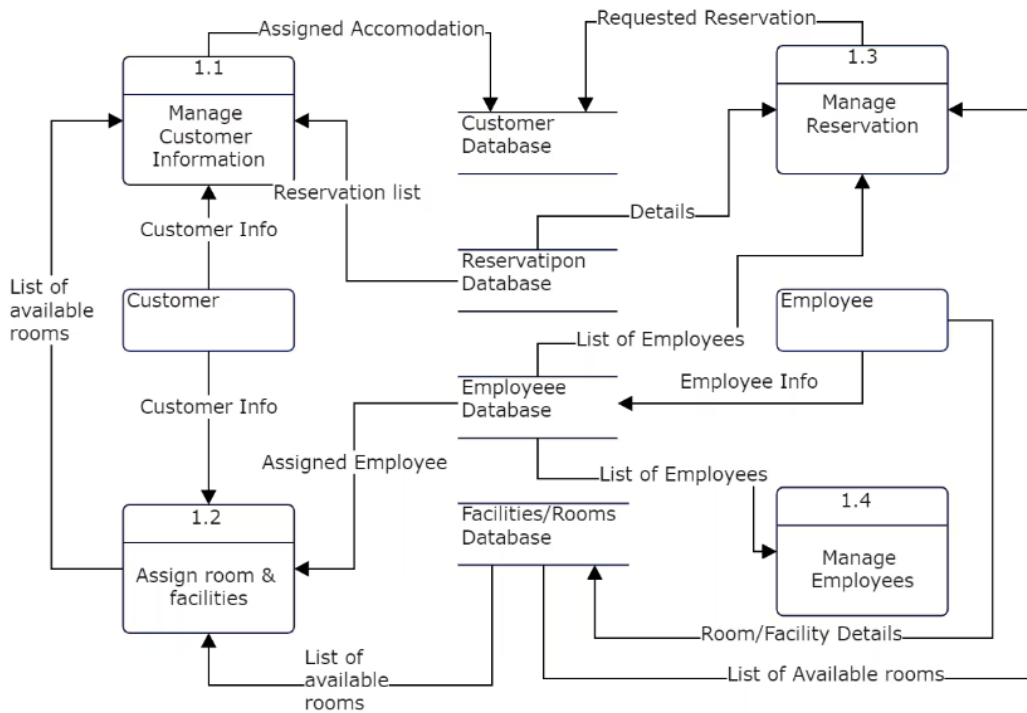 Assigned Accomodation
Requested Reservation
1.1
Manage
Customer
Information
Customer
Database
1.3
Manage
Reservation
Reservation list
Details
Customer Info
Reservatipon
Database
List of
available
rooms
Customer
Employee
List of Employees
Employee Info
Employeee
Database
Customer Info
Assigned Employee
List of Employees
1.2
Assign room &
facilities
Facilities/Rooms
Database
1.4
Manage
Employees
Room/Facility Details
List of
available
rooms
List of Available rooms